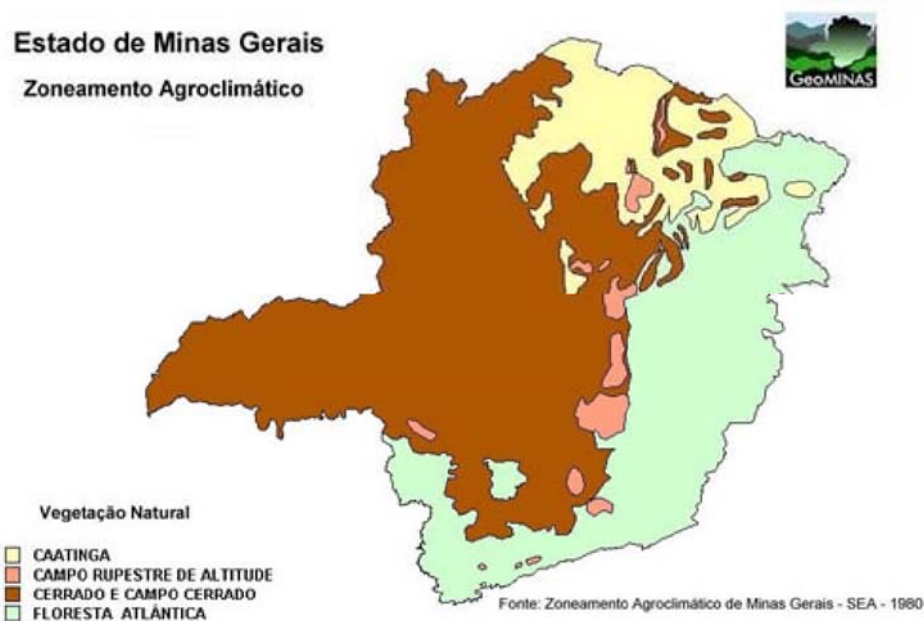 Estado de Minas Gerais
Zoneamento Agroclimático
GeoMINAS
Vegetação Natural
CAATINGA
CAMPO RUPESTRE DE ALTITUDE
CERRADO E CAMPO CERRADO
FLORESTA ATLÂNTICA
Fonte: Zoneamento Agroclimático de Minas Gerais - SEA - 1980